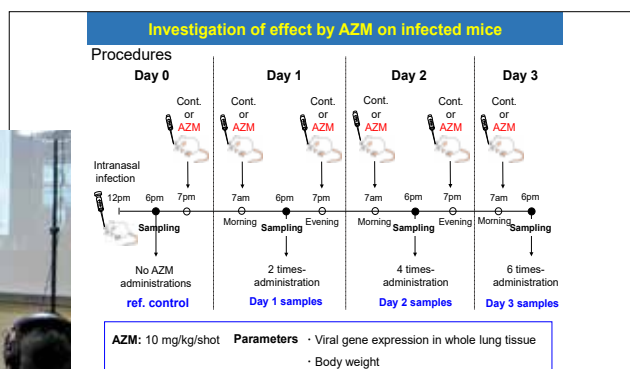 Investigation of effect by AZM on infected mice
Procedures
Day 0 Day 1 Day 2 Day 3
Cont. Cont. Cont. Cont. Cont. Cont.
or or or or or or
AZM AZM AZM AZM AZM AZM
Intranasal
infection
12pm 6pm 7pm 7am 6pm 7pm 7am 6pm 7pm 7am 6pm
Sampling Morning Sampling Evening Morning Sampling Evening Morning Sampling
No AZM 2 times- 4 times- 6 times-
administrations administration administration administration
ref. control Day 1 samples Day 2 samples Day 3 samples
AZM: 10 mg/kg/shot Parameters ・Viral gene expression in whole lung tissue
・Body weight